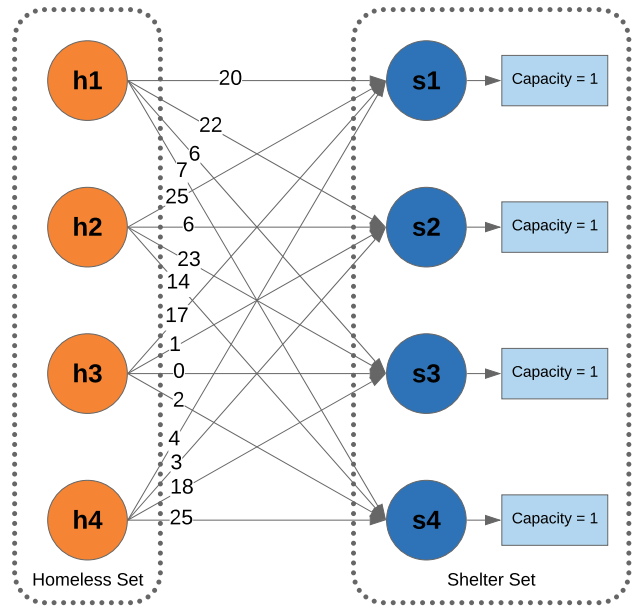 h1
20
s1
Capacity = 1
22
6
7
25
h2
6
s2
Capacity = 1
23
14
17
1
h3
0
s3
Capacity = 1
2
4
3
18
h4
25
s4
Capacity = 1
Homeless Set
Shelter Set